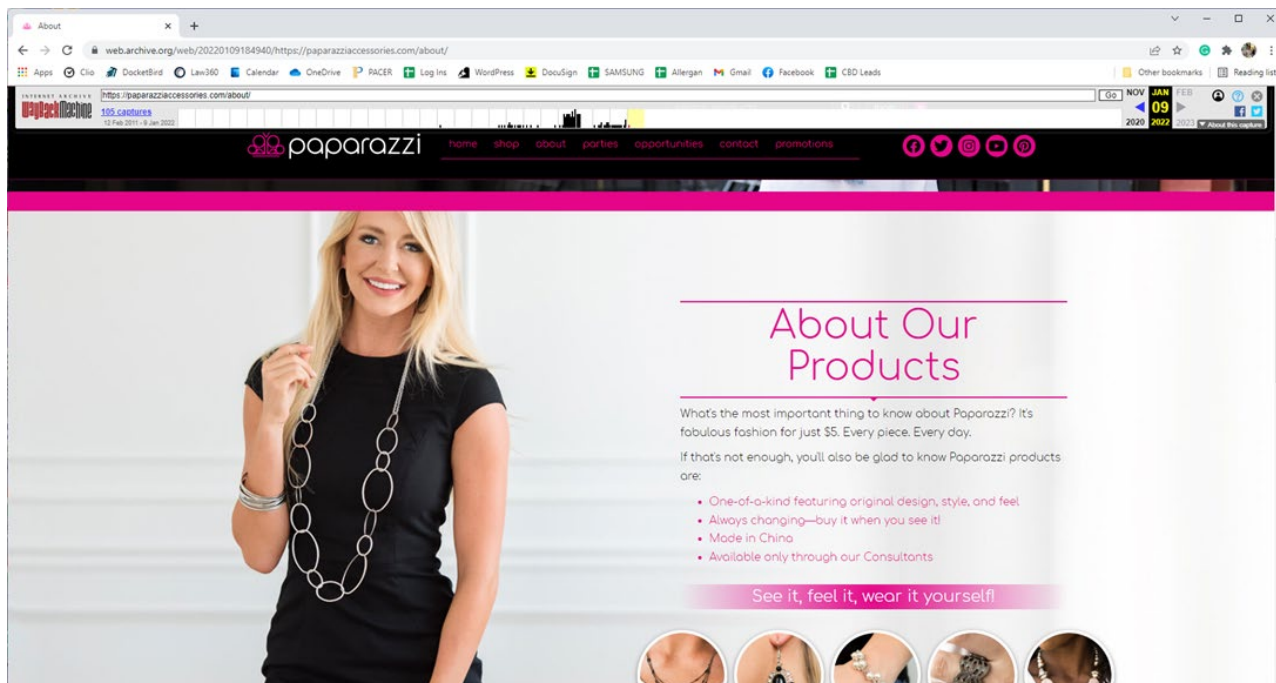 About
web.archive.org/web/20220109184940/https://paparazziaccessories.com/about/
Apps Clio DocketBird Law360 Calendar OneDrive PACER Log Ins WordPress DocuSign SAMSUNG Allergan Gmail Facebook CBD Leads Other bookmarks Reading list
INTERNET ARCHIVE https://paparazziaccessories.com/about/ Go NOV JAN FEB
WayBackMachine 105 captures 09
12 Feb 2011 - 9 Jan 2022 2020 2022 2023 About this capture
paparazzi home shop about parties opportunities contact promotions
About Our
Products
What's the most important thing to know about Paparazzi? It's
fabulous fashion for just $5. Every piece. Every day.
If that's not enough, you'll also be glad to know Paparazzi products
are:
• One-of-a-kind featuring original design, style, and feel
• Always changing—buy it when you see it!
• Made in China
• Available only through our Consultants
See it, feel it, wear it yourself!